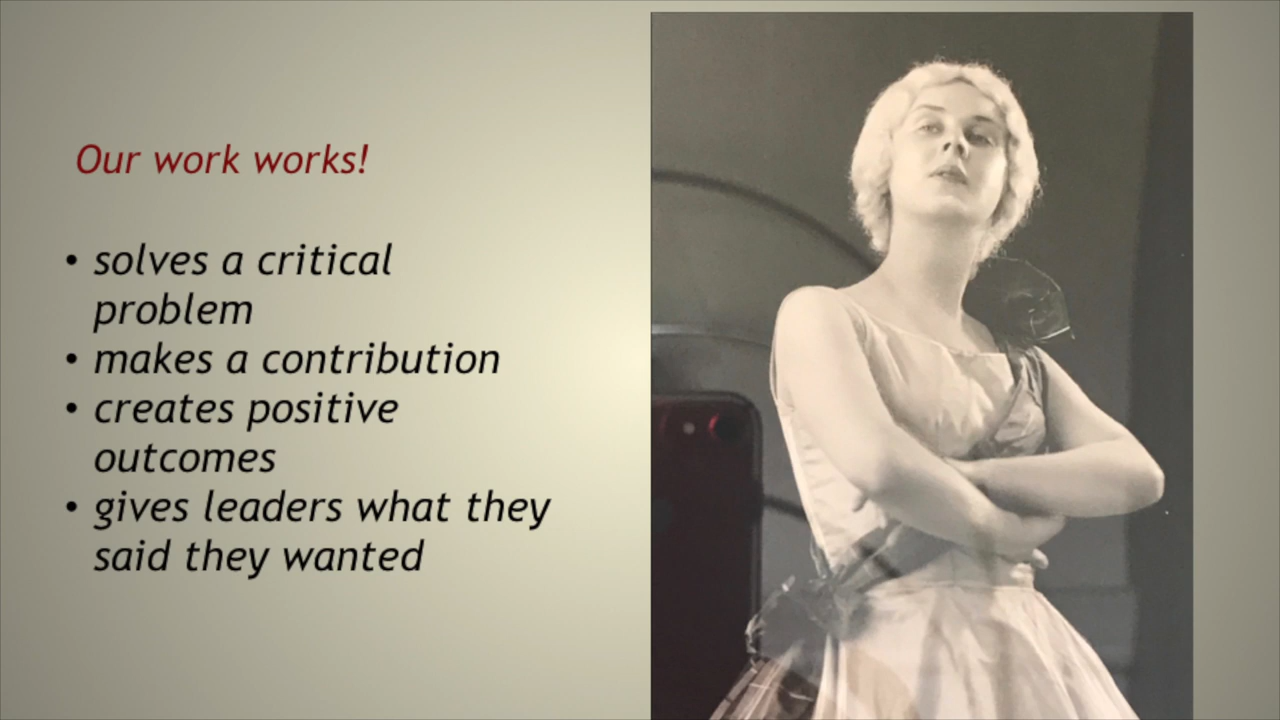 Our work works!
• solves a critical
problem
• makes a contribution
• creates positive
outcomes
• gives leaders what they
said they wanted